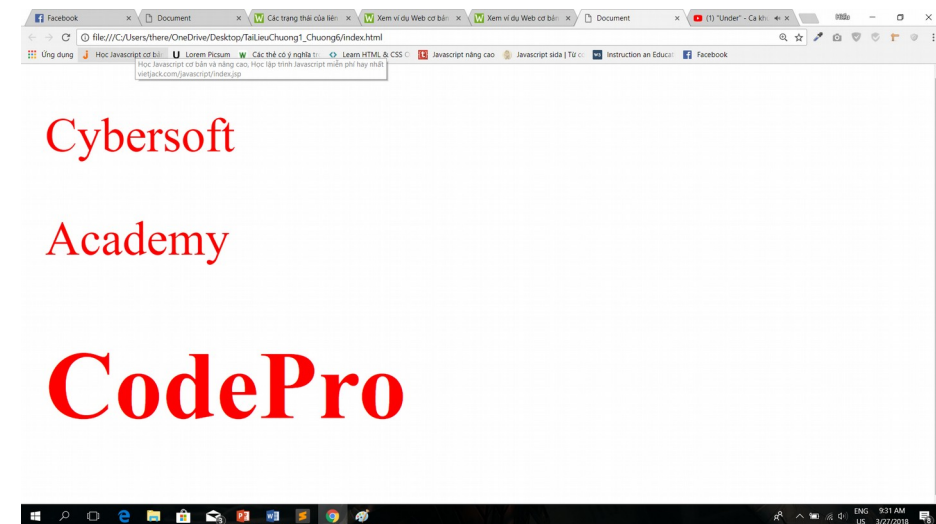 Facebook Document Các trạng thái của liên Xem ví dụ Web cơ bản Xem ví dụ Web cơ bản Document (1) "Under" - Ca khú Hiếu
file:///C:/Users/there/OneDrive/Desktop/TaiLieuChuong1_Chuong6/index.html
Ứng dụng Học Javascript cơ bả Lorem Picsum Các thẻ có ý nghĩa tr Learn HTML & CSS C Javascript nâng cao Javascript sida | Từ cơ Instruction an Educat Facebook
Học Javascript cơ bản và nâng cao, Học lập trình Javascript miễn phí hay nhất
vietjack.com/javascript/index.jsp
Cybersoft
Academy
CodePro
ENG 9:31 AM
US 3/27/2018